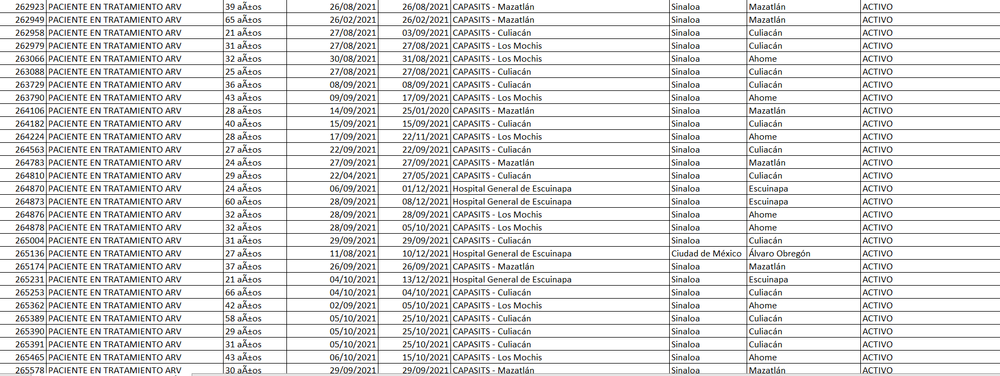 262923 PACIENTE EN TRATAMIENTO ARV 39 aÃ±os 26/08/2021 26/08/2021 CAPASITS - Mazatlán Sinaloa Mazatlán ACTIVO
262949 PACIENTE EN TRATAMIENTO ARV 65 aÃ±os 26/02/2021 26/02/2021 CAPASITS - Mazatlán Sinaloa Mazatlán ACTIVO
262958 PACIENTE EN TRATAMIENTO ARV 21 aÃ±os 27/08/2021 03/09/2021 CAPASITS - Culiacán Sinaloa Culiacán ACTIVO
262979 PACIENTE EN TRATAMIENTO ARV 31 aÃ±os 27/08/2021 27/08/2021 CAPASITS - Los Mochis Sinaloa Culiacán ACTIVO
263066 PACIENTE EN TRATAMIENTO ARV 32 aÃ±os 30/08/2021 31/08/2021 CAPASITS - Los Mochis Sinaloa Ahome ACTIVO
263088 PACIENTE EN TRATAMIENTO ARV 25 aÃ±os 27/08/2021 27/08/2021 CAPASITS - Culiacán Sinaloa Culiacán ACTIVO
263729 PACIENTE EN TRATAMIENTO ARV 36 aÃ±os 08/09/2021 08/09/2021 CAPASITS - Culiacán Sinaloa Culiacán ACTIVO
263790 PACIENTE EN TRATAMIENTO ARV 43 aÃ±os 09/09/2021 17/09/2021 CAPASITS - Los Mochis Sinaloa Ahome ACTIVO
264106 PACIENTE EN TRATAMIENTO ARV 28 aÃ±os 14/09/2021 25/01/2020 CAPASITS - Mazatlán Sinaloa Mazatlán ACTIVO
264182 PACIENTE EN TRATAMIENTO ARV 40 aÃ±os 15/09/2021 15/09/2021 CAPASITS - Culiacán Sinaloa Culiacán ACTIVO
264224 PACIENTE EN TRATAMIENTO ARV 28 aÃ±os 17/09/2021 22/11/2021 CAPASITS - Los Mochis Sinaloa Ahome ACTIVO
264563 PACIENTE EN TRATAMIENTO ARV 27 aÃ±os 22/09/2021 22/09/2021 CAPASITS - Culiacán Sinaloa Culiacán ACTIVO
264783 PACIENTE EN TRATAMIENTO ARV 24 aÃ±os 27/09/2021 27/09/2021 CAPASITS - Mazatlán Sinaloa Mazatlán ACTIVO
264810 PACIENTE EN TRATAMIENTO ARV 29 aÃ±os 22/04/2021 27/05/2021 CAPASITS - Culiacán Sinaloa Culiacán ACTIVO
264870 PACIENTE EN TRATAMIENTO ARV 24 aÃ±os 06/09/2021 01/12/2021 Hospital General de Escuinapa Sinaloa Escuinapa ACTIVO
264873 PACIENTE EN TRATAMIENTO ARV 60 aÃ±os 28/09/2021 08/12/2021 Hospital General de Escuinapa Sinaloa Escuinapa ACTIVO
264876 PACIENTE EN TRATAMIENTO ARV 32 aÃ±os 28/09/2021 28/09/2021 CAPASITS - Los Mochis Sinaloa Ahome ACTIVO
264878 PACIENTE EN TRATAMIENTO ARV 32 aÃ±os 28/09/2021 05/10/2021 CAPASITS - Los Mochis Sinaloa Ahome ACTIVO
265004 PACIENTE EN TRATAMIENTO ARV 31 aÃ±os 29/09/2021 29/09/2021 CAPASITS - Culiacán Sinaloa Culiacán ACTIVO
265136 PACIENTE EN TRATAMIENTO ARV 27 aÃ±os 11/08/2021 10/12/2021 Hospital General de Escuinapa Ciudad de México Álvaro Obregón ACTIVO
265174 PACIENTE EN TRATAMIENTO ARV 37 aÃ±os 26/09/2021 26/09/2021 CAPASITS - Mazatlán Sinaloa Mazatlán ACTIVO
265231 PACIENTE EN TRATAMIENTO ARV 21 aÃ±os 04/10/2021 13/12/2021 Hospital General de Escuinapa Sinaloa Escuinapa ACTIVO
265253 PACIENTE EN TRATAMIENTO ARV 66 aÃ±os 04/10/2021 04/10/2021 CAPASITS - Culiacán Sinaloa Culiacán ACTIVO
265362 PACIENTE EN TRATAMIENTO ARV 42 aÃ±os 02/09/2021 05/10/2021 CAPASITS - Los Mochis Sinaloa Ahome ACTIVO
265389 PACIENTE EN TRATAMIENTO ARV 58 aÃ±os 05/10/2021 25/10/2021 CAPASITS - Culiacán Sinaloa Culiacán ACTIVO
265390 PACIENTE EN TRATAMIENTO ARV 29 aÃ±os 05/10/2021 25/10/2021 CAPASITS - Culiacán Sinaloa Culiacán ACTIVO
265391 PACIENTE EN TRATAMIENTO ARV 31 aÃ±os 05/10/2021 25/10/2021 CAPASITS - Culiacán Sinaloa Culiacán ACTIVO
265465 PACIENTE EN TRATAMIENTO ARV 43 aÃ±os 06/10/2021 15/10/2021 CAPASITS - Los Mochis Sinaloa Ahome ACTIVO
265578 PACIENTE EN TRATAMIENTO ARV 30 aÃ±os 29/09/2021 29/09/2021 CAPASITS - Mazatlán Sinaloa Mazatlán ACTIVO